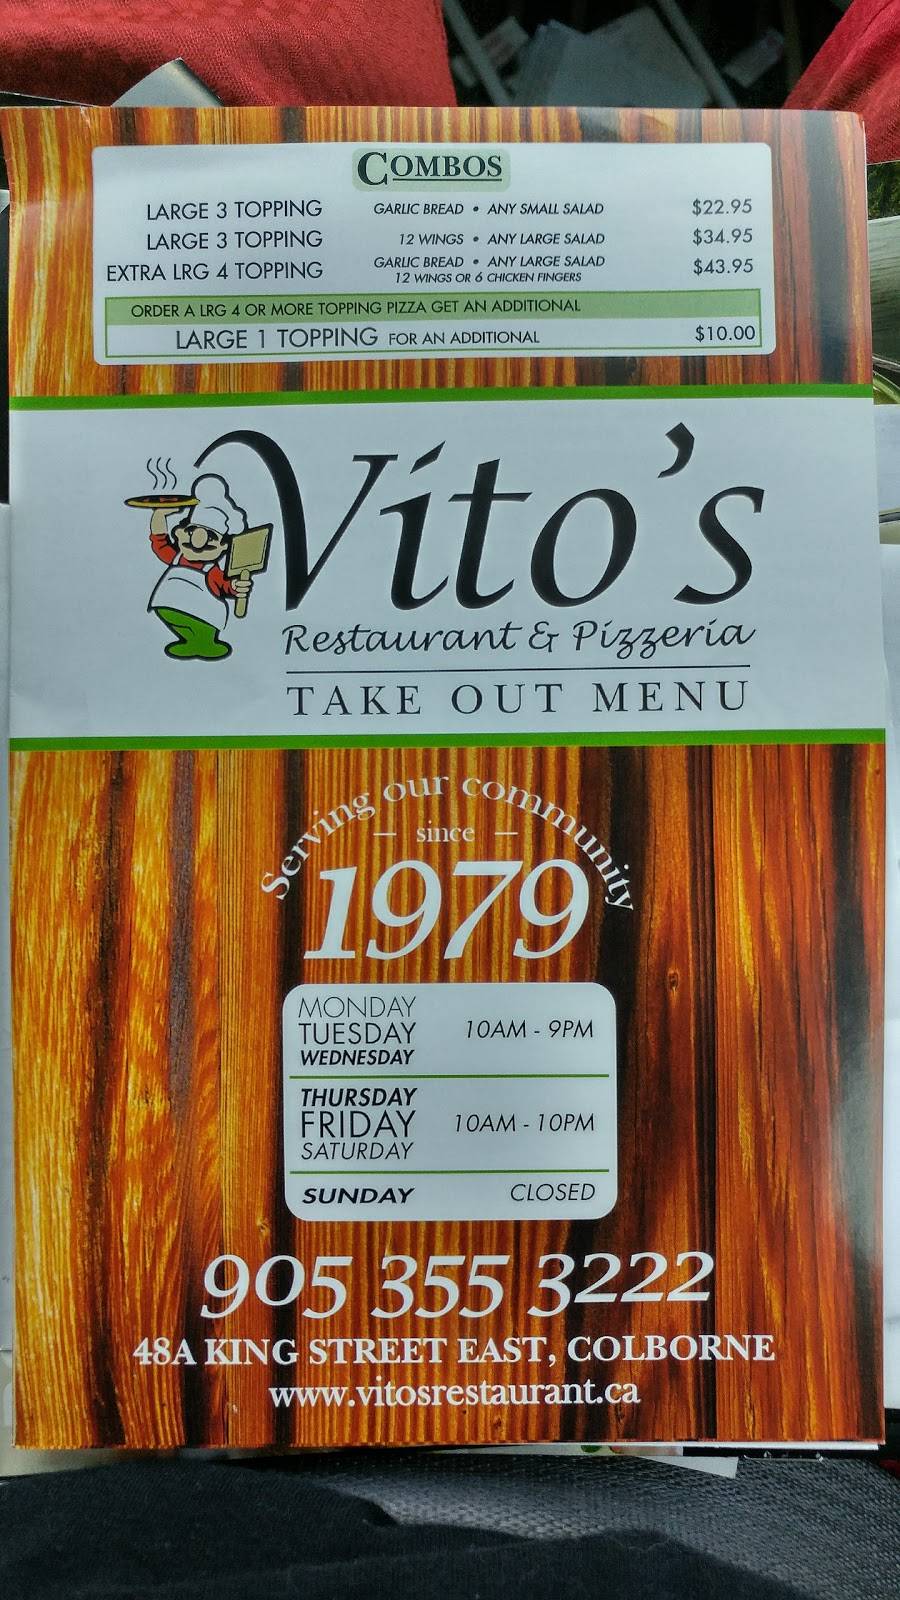 COMBOS
LARGE 3 TOPPING GARLIC BREAD • ANY SMALL SALAD $22.95
LARGE 3 TOPPING 12 WINGS • ANY LARGE SALAD $34.95
EXTRA LRG 4 TOPPING GARLIC BREAD • ANY LARGE SALAD $43.95
12 WINGS OR 6 CHICKEN FINGERS
ORDER A LRG 4 OR MORE TOPPING PIZZA GET AN ADDITIONAL
LARGE 1 TOPPING FOR AN ADDITIONAL $10.00
Vito's
Restaurant & Pizzeria
TAKE OUT MENU
Serving our community
– since –
1979
MONDAY
TUESDAY 10AM - 9PM
WEDNESDAY
THURSDAY
FRIDAY 10AM - 10PM
SATURDAY
SUNDAY CLOSED
905 355 3222
48A KING STREET EAST, COLBORNE
www.vitosrestaurant.ca